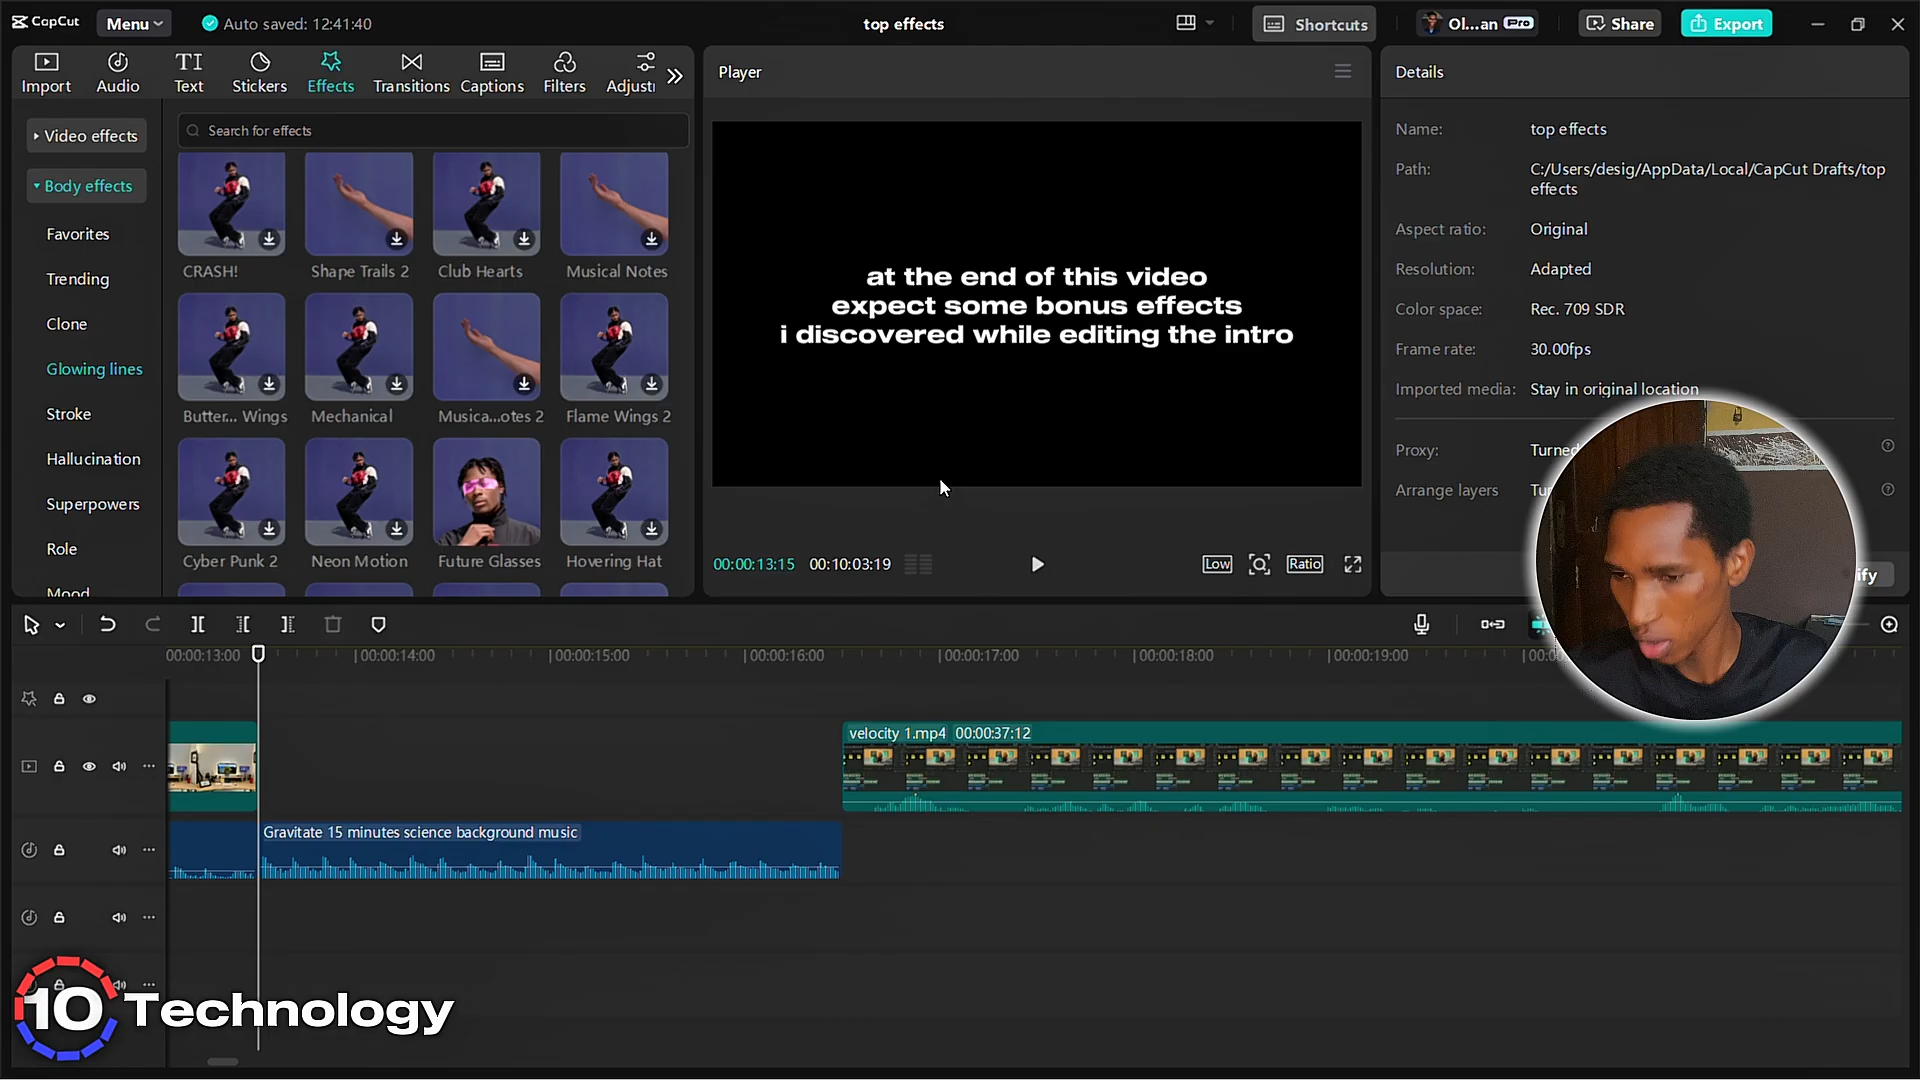 CapCut
Menu
Auto saved: 12:41:40
top effects
Shortcuts
Ol...an Pro
Share
Export
Import
Audio
TI
Text
Stickers
Effects
Transitions
Captions
Filters
Adjust
Player
Details
Video effects
Search for effects
Body effects
Favorites
Trending
Clone
Glowing lines
Stroke
Hallucination
Superpowers
Role
Mood
CRASH!
Shape Trails 2
Club Hearts
Musical Notes
Butter... Wings
Mechanical
Musica...otes 2
Flame Wings 2
Cyber Punk 2
Neon Motion
Future Glasses
Hovering Hat
at the end of this video
expect some bonus effects
i discovered while editing the intro
00:00:13:15
00:10:03:19
Low
Ratio
Name:
top effects
Path:
C:/Users/desig/AppData/Local/CapCut Drafts/top
effects
Aspect ratio:
Original
Resolution:
Adapted
Color space:
Rec. 709 SDR
Frame rate:
30.00fps
Imported media:
Stay in original location
Proxy:
Turned
Arrange layers
00:00:13:00
00:00:14:00
00:00:15:00
00:00:16:00
00:00:17:00
00:00:18:00
00:00:19:00
velocity 1.mp4 00:00:37:12
Gravitate 15 minutes science background music
10 Technology